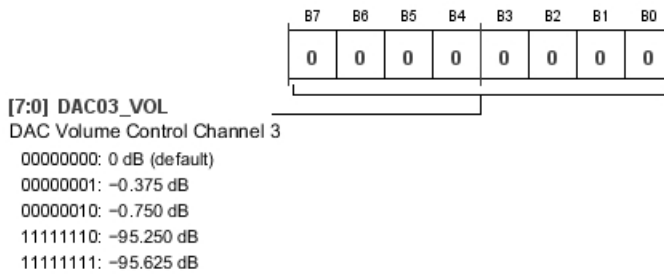 B7 B6 B5 B4 B3 B2 B1 B0
0 0 0 0 0 0 0 0
[7:0] DAC03_VOL
DAC Volume Control Channel 3
00000000: 0 dB (default)
00000001: −0.375 dB
00000010: −0.750 dB
11111110: −95.250 dB
11111111: −95.625 dB